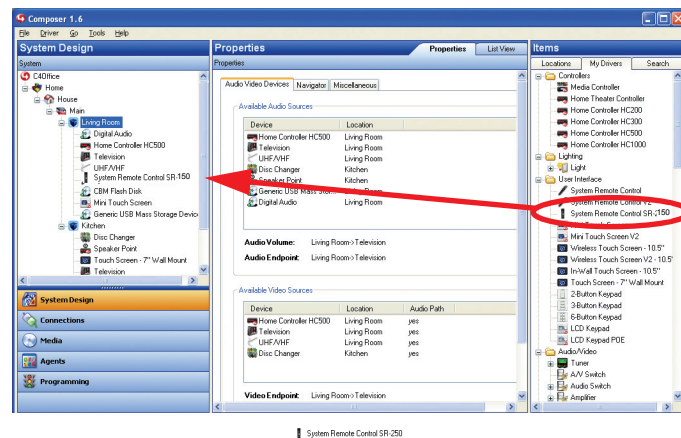 Composer 1.6
File Driver Go Tools Help
System Design
System
C4Office
Home
House
Main
Living Room
Digital Audio
Home Controller HC500
Television
UHF/VHF
System Remote Control SR-150
CBM Flash Disk
Mini Touch Screen
Generic USB Mass Storage Device
Kitchen
Disc Changer
Speaker Point
Touch Screen - 7" Wall Mount
Television
System Design
Connections
Media
Agents
Programming
Properties
Properties List View
Properties
Audio Video Devices Navigator Miscellaneous
Available Audio Sources
Device Location
Home Controller HC500 Living Room
Television Living Room
UHF/VHF Living Room
Disc Changer Kitchen
Speaker Point Kitchen
Generic USB Mass Stor... Living Room
Digital Audio Living Room
Audio Volume: Living Room->Television
Audio Endpoint: Living Room->Television
Available Video Sources
Device Location Audio Path
Home Controller HC500 Living Room yes
Television Living Room yes
UHF/VHF Living Room yes
Disc Changer Kitchen yes
Video Endpoint: Living Room->Television
Items
Locations My Drivers Search
Controllers
Media Controller
Home Theater Controller
Home Controller HC200
Home Controller HC300
Home Controller HC500
Home Controller HC1000
Lighting
Light
User Interface
System Remote Control
System Remote Control V2
System Remote Control SR-150
Mini Touch Screen V2
Wireless Touch Screen - 10.5"
Wireless Touch Screen V2 - 10.5"
In-Wall Touch Screen - 10.5"
Touch Screen - 7" Wall Mount
2-Button Keypad
3-Button Keypad
6-Button Keypad
LCD Keypad
LCD Keypad POE
Audio/Video
Tuner
A/V Switch
Audio Switch
Amplifier
System Remote Control SR-250